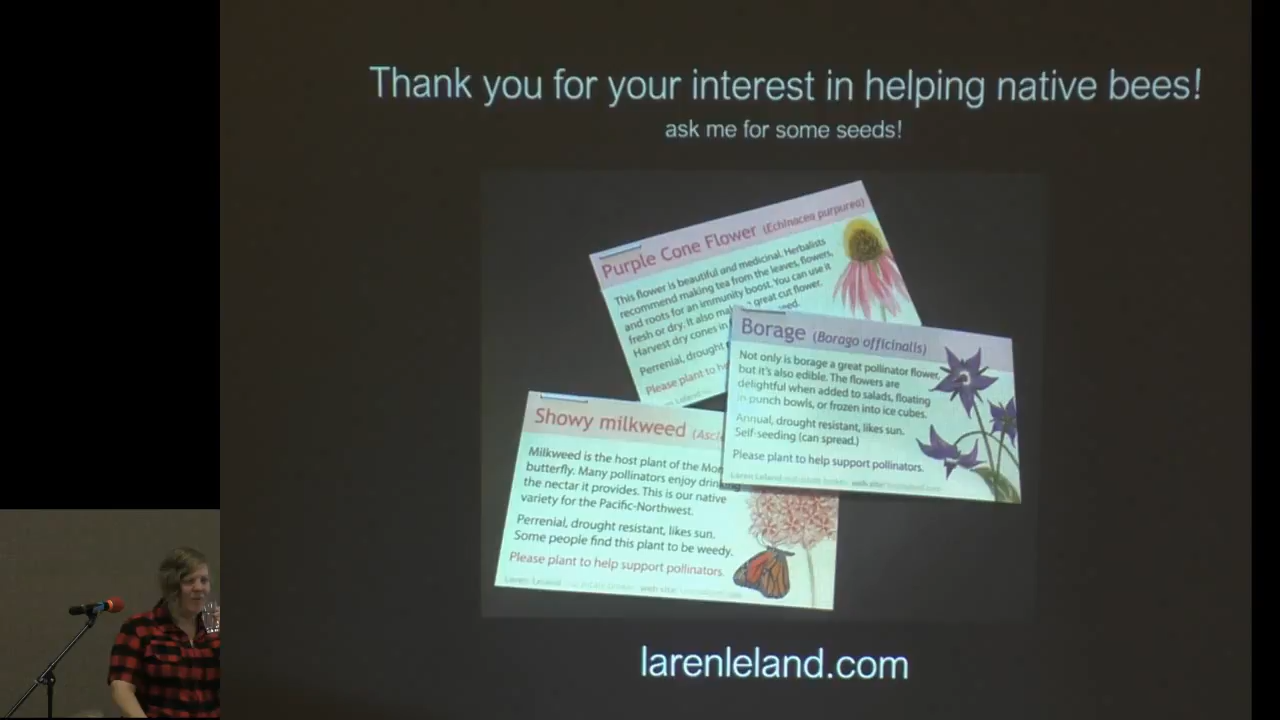 Thank you for your interest in helping native bees!
ask me for some seeds!
Purple Cone Flower (Echinacea purpurea)
This flower is beautiful and medicinal. Herbalists
recommend making tea from the leaves, flowers,
and roots for an immunity boost. You can use it
fresh or dry. It also
great cut flower.
Harvest dry cones in
Perrenial, drought
Please plant to
Borage (Borago officinalis)
Not only is borage a great pollinator flower,
but it's also edible. The flowers are
delightful when added to salads, floating
in punch bowls, or frozen into ice cubes.
Annual, drought resistant, likes sun.
Self-seeding (can spread.)
Please plant to help support pollinators.
Laren Leland
web site:
Showy milkweed
Milkweed is the host plant of the
butterfly. Many pollinators enjoy
the nectar it provides. This is our native
variety for the Pacific-Northwest.
Perrenial, drought resistant, likes sun.
Some people find this plant to be weedy.
Please plant to help support pollinators.
Laren Leland
web site:
larenleland.com